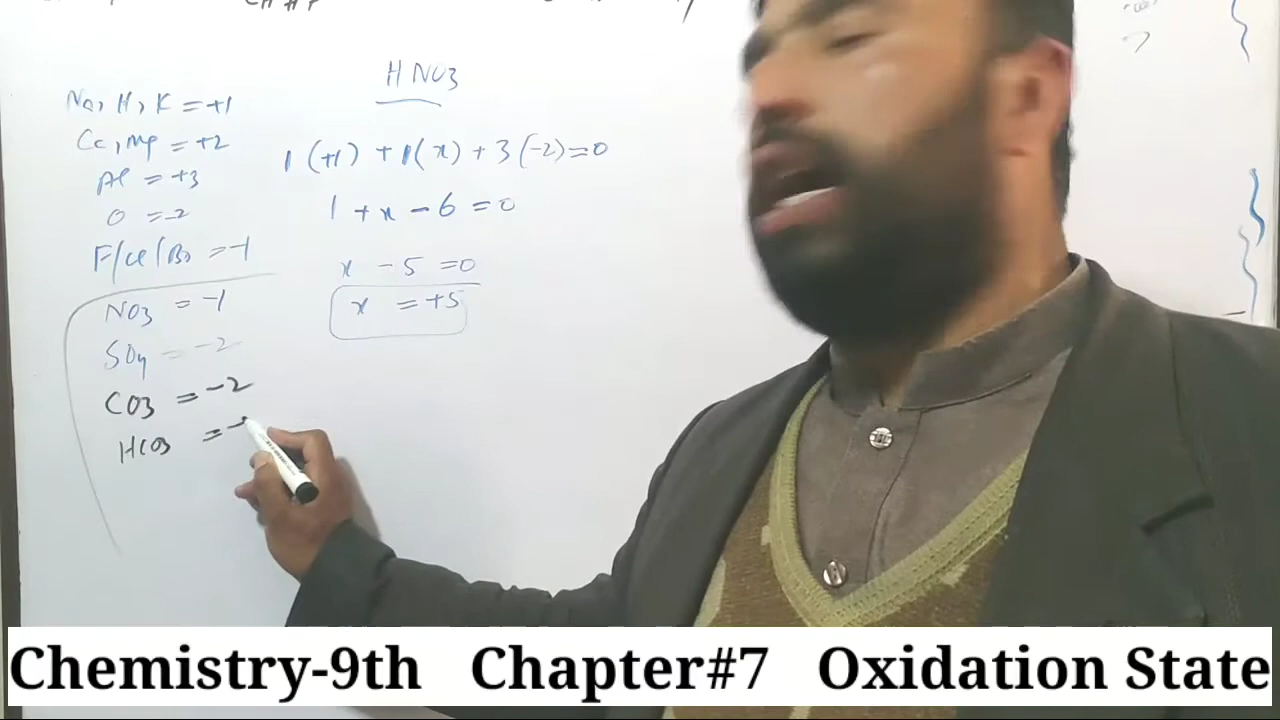 HNO3
Na, H, K = +1
Ca, Mg = +2
1 (+1) + 1(x) + 3 (-2) = 0
Al = +3
1 + x - 6 = 0
O = -2
F/Cl/Br = -1
x - 5 = 0
NO3 = -1
x = +5
SO4 = -2
CO3 = -2
HCO3 = -
Chemistry-9th Chapter#7 Oxidation State